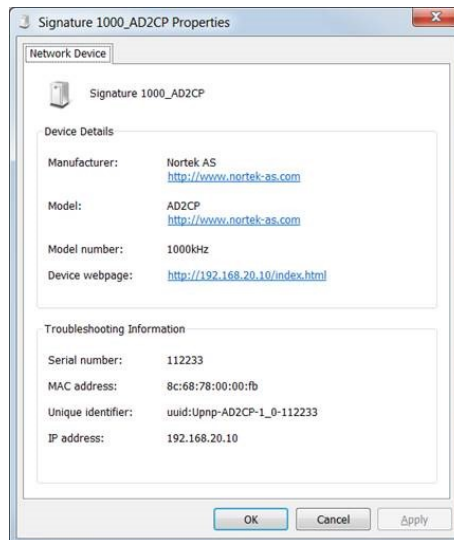 Signature 1000_AD2CP Properties
Network Device
Signature 1000_AD2CP
Device Details
Manufacturer: Nortek AS
http://www.nortek-as.com
Model: AD2CP
http://www.nortek-as.com
Model number: 1000kHz
Device webpage: http://192.168.20.10/index.html
Troubleshooting Information
Serial number: 112233
MAC address: 8c:68:78:00:00:fb
Unique identifier: uuid:Upnp-AD2CP-1_0-112233
IP address: 192.168.20.10
OK Cancel Apply